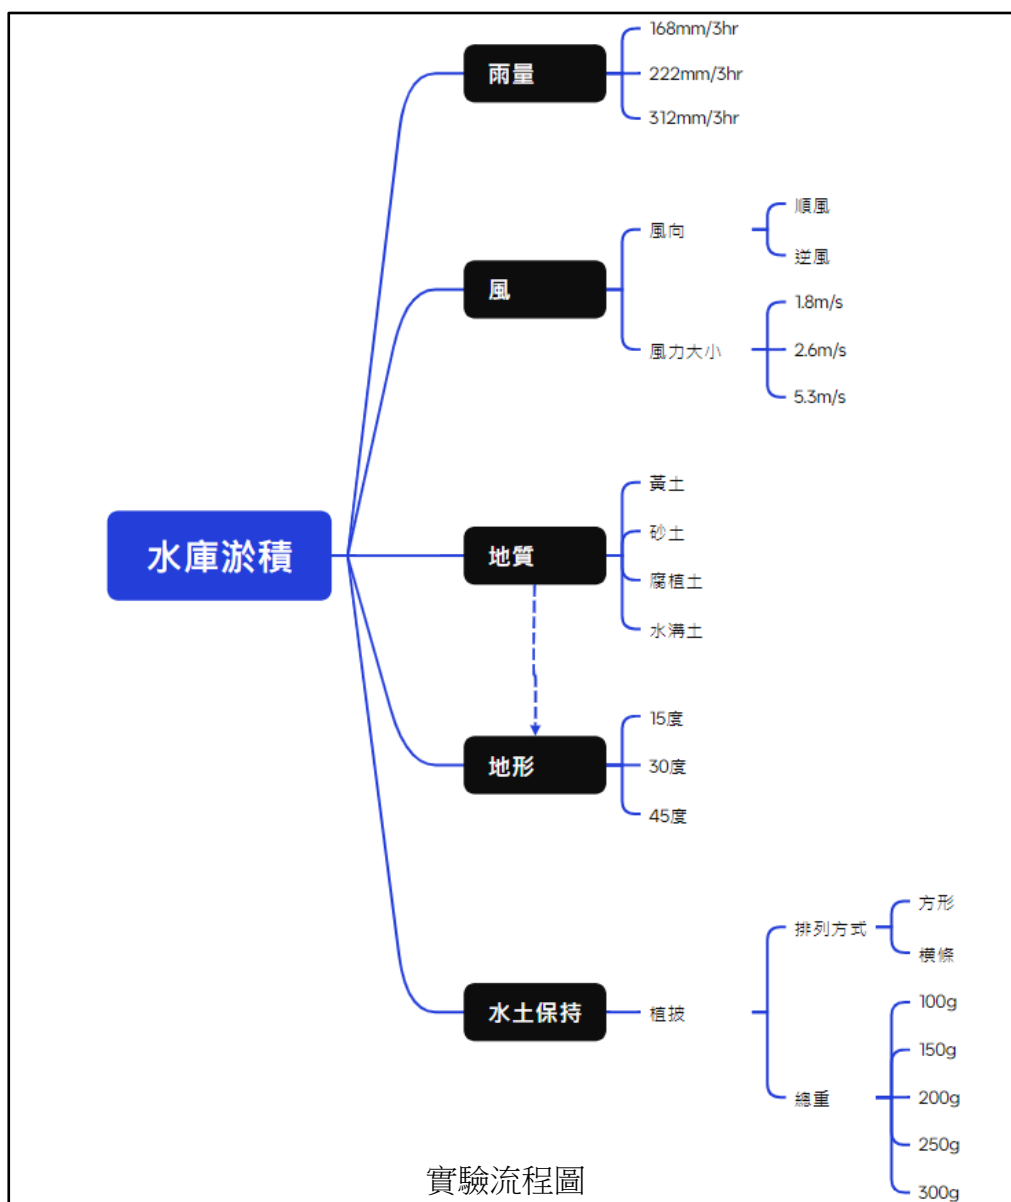 水庫淤積
雨量
168mm/3hr
222mm/3hr
312mm/3hr
風
風向
順風
逆風
風力大小
1.8m/s
2.6m/s
5.3m/s
地質
黃土
砂土
腐植土
水溝土
地形
15度
30度
45度
水土保持
植披
排列方式
方形
橫條
總重
100g
150g
200g
250g
300g
實驗流程圖